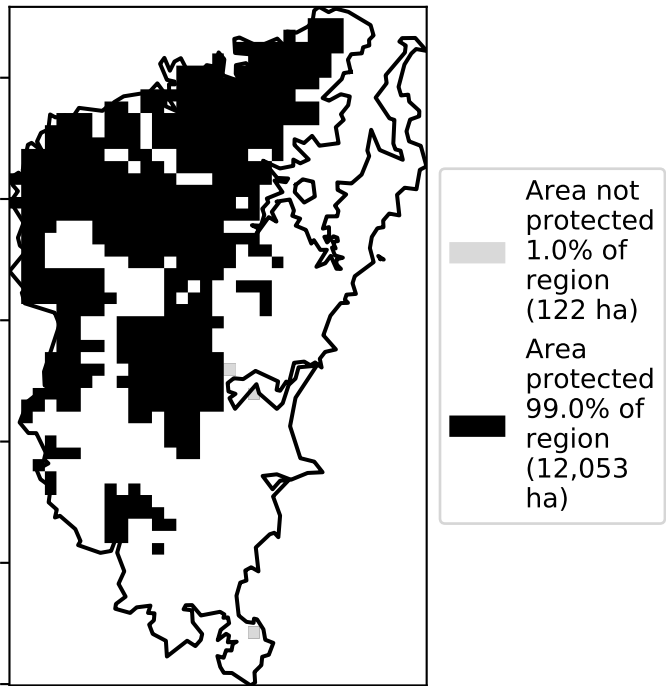 Area not
protected
1.0% of
region
(122 ha)
Area
protected
99.0% of
region
(12,053
ha)